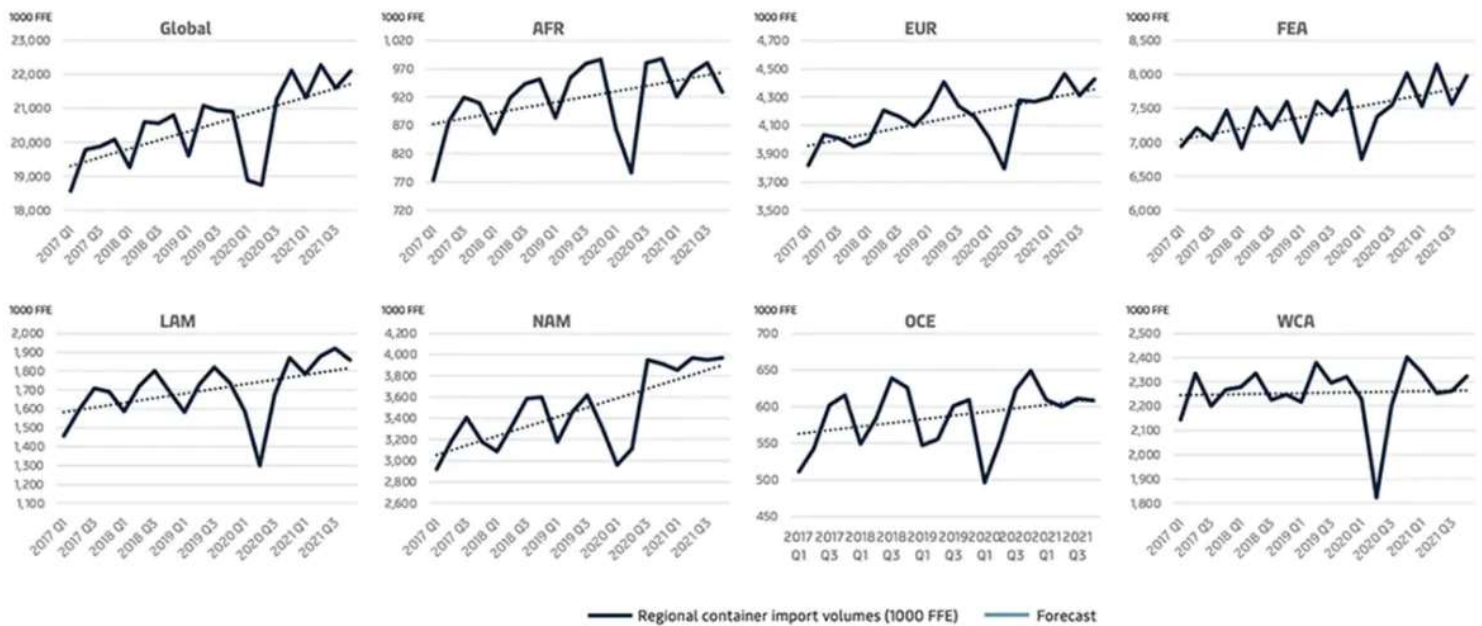 1000 FFE
Global
23,000
22,000
21,000
20,000
19,000
18,000
2017 Q1
2017 Q3
2018 Q1
2018 Q3
2019 Q1
2019 Q3
2020 Q1
2020 Q3
2021 Q1
2021 Q3
1000 FFE
AFR
1,020
970
920
870
820
770
720
2017 Q1
2017 Q3
2018 Q1
2018 Q3
2019 Q1
2019 Q3
2020 Q1
2020 Q3
2021 Q1
2021 Q3
1000 FFE
EUR
4,700
4,500
4,300
4,100
3,900
3,700
3,500
2017 Q1
2017 Q3
2018 Q1
2018 Q3
2019 Q1
2019 Q3
2020 Q1
2020 Q3
2021 Q1
2021 Q3
1000 FFE
FEA
8,500
8,000
7,500
7,000
6,500
6,000
2017 Q1
2017 Q3
2018 Q1
2018 Q3
2019 Q1
2019 Q3
2020 Q1
2020 Q3
2021 Q1
2021 Q3
1000 FFE
LAM
2,000
1,900
1,800
1,700
1,600
1,500
1,400
1,300
1,200
1,100
2017 Q1
2017 Q3
2018 Q1
2018 Q3
2019 Q1
2019 Q3
2020 Q1
2020 Q3
2021 Q1
2021 Q3
1000 FFE
NAM
4,200
4,000
3,800
3,600
3,400
3,200
3,000
2,800
2,600
2017 Q1
2017 Q3
2018 Q1
2018 Q3
2019 Q1
2019 Q3
2020 Q1
2020 Q3
2021 Q1
2021 Q3
1000 FFE
OCE
700
650
600
550
500
450
2017 2017 2018 2018 2019 2019 2020 2020 2021 2021
Q1 Q3 Q1 Q3 Q1 Q3 Q1 Q3 Q1 Q3
1000 FFE
WCA
2,500
2,400
2,300
2,200
2,100
2,000
1,900
1,800
2017 Q1
2017 Q3
2018 Q1
2018 Q3
2019 Q1
2019 Q3
2020 Q1
2020 Q3
2021 Q1
2021 Q3
Regional container import volumes (1000 FFE) Forecast